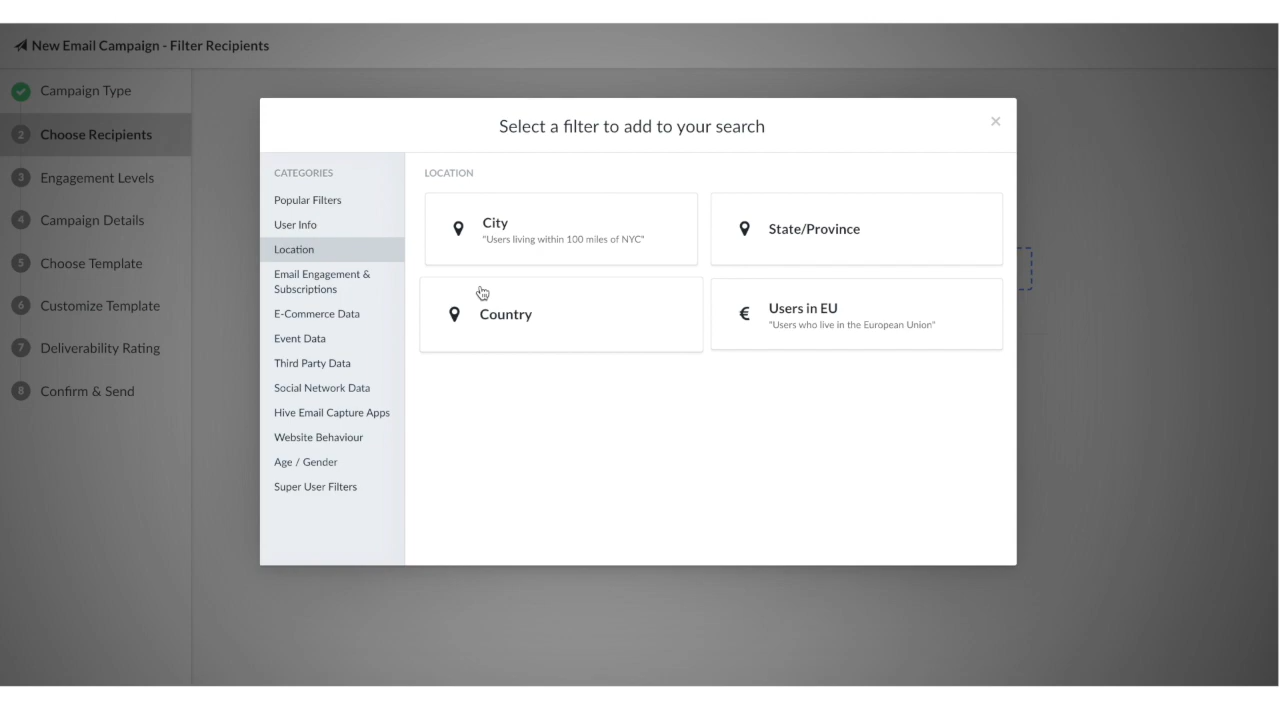 New Email Campaign - Filter Recipients
Campaign Type
2 Choose Recipients
3 Engagement Levels
4 Campaign Details
5 Choose Template
6 Customize Template
7 Deliverability Rating
8 Confirm & Send
Select a filter to add to your search
×
CATEGORIES
Popular Filters
User Info
Location
Email Engagement &
Subscriptions
E-Commerce Data
Event Data
Third Party Data
Social Network Data
Hive Email Capture Apps
Website Behaviour
Age / Gender
Super User Filters
LOCATION
City
"Users living within 100 miles of NYC"
State/Province
Country
€ Users in EU
"Users who live in the European Union"